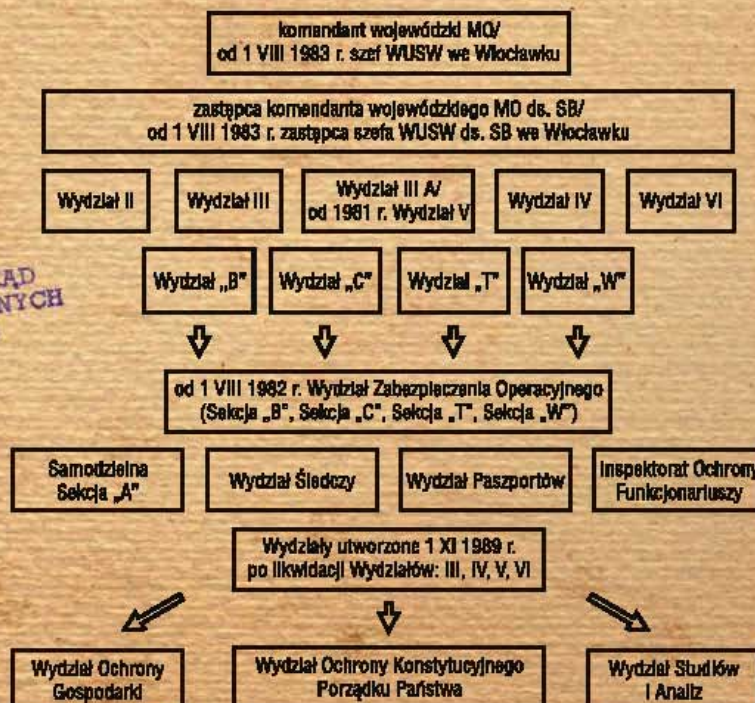 komendant wojewódzki MO/
od 1 VIII 1983 r. szef WUSW we Włocławku
zastępca komendanta wojewódzkiego MO ds. SB/
od 1 VIII 1983 r. zastępca szefa WUSW ds. SB we Włocławku
Wydział II
Wydział III
Wydział III A/
od 1981 r. Wydział V
Wydział IV
Wydział VI
Wydział „B”
Wydział „C”
Wydział „T”
Wydział „W”
NYCH
od 1 VIII 1982 r. Wydział Zabezpieczenia Operacyjnego
(Sekcja „B”, Sekcja „C”, Sekcja „T”, Sekcja „W”)
Samodzielna
Sekcja „A”
Wydział Śledczy
Wydział Paszportów
Inspektorat Ochrony
Funkcjonariuszy
Wydziały utworzone 1 XI 1989 r.
po likwidacji Wydziałów: III, IV, V, VI
Wydział Ochrony
Gospodarki
Wydział Ochrony Konstytucyjnego
Porządku Państwa
Wydział Studiów
i Analiz